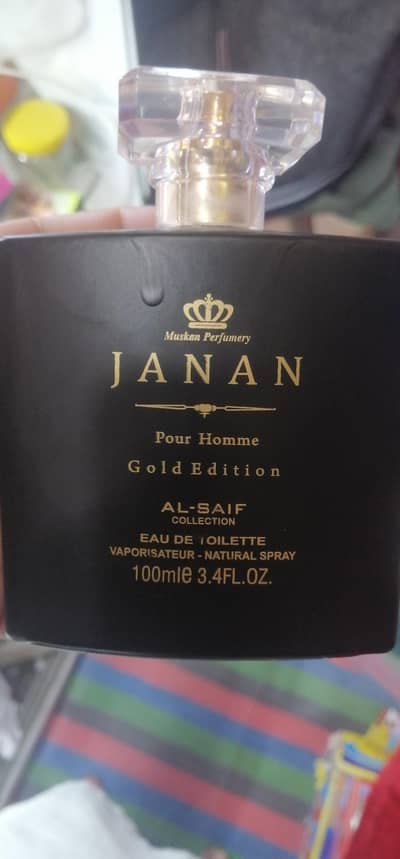 Muskan Perfumery
JANAN
Pour Homme
Gold Edition
AL-SAIF
COLLECTION
EAU DE TOILETTE
VAPORISATEUR - NATURAL SPRAY
100mle 3.4FL.OZ.